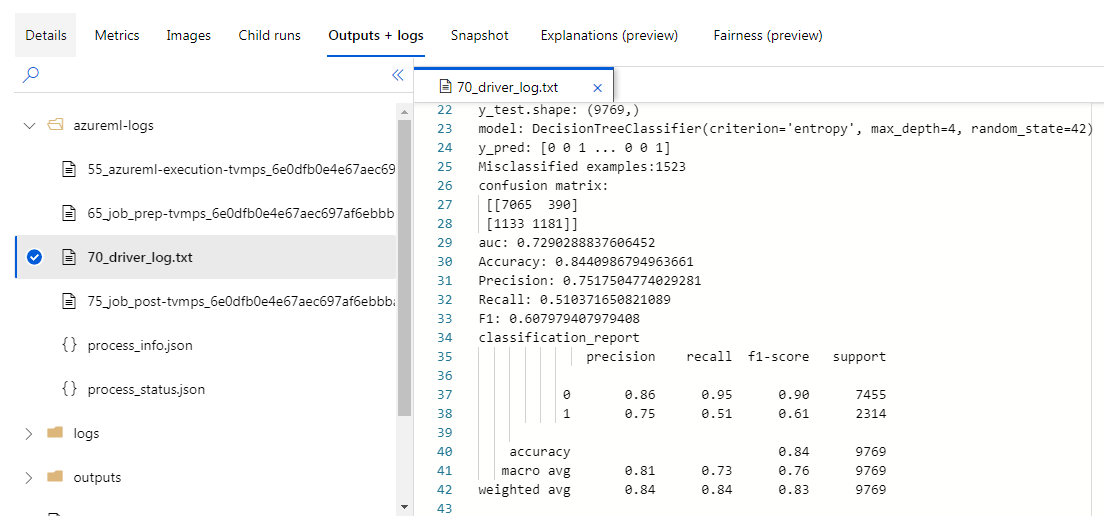 Details Metrics Images Child runs Outputs + logs Snapshot Explanations (preview) Fairness (preview)
azureml-logs
55_azureml-execution-tvmps_6e0dfb0e4e67aec69
65_job_prep-tvmps_6e0dfb0e4e67aec697af6ebbb
70_driver_log.txt
75_job_post-tvmps_6e0dfb0e4e67aec697af6ebbba
process_info.json
process_status.json
logs
outputs
70_driver_log.txt
22 y_test.shape: (9769,)
23 model: DecisionTreeClassifier(criterion='entropy', max_depth=4, random_state=42)
24 y_pred: [0 0 1 ... 0 0 1]
25 Misclassified examples:1523
26 confusion matrix:
27 [[7065 390]
28 [1133 1181]]
29 auc: 0.7290288837606452
30 Accuracy: 0.8440986794963661
31 Precision: 0.7517504774029281
32 Recall: 0.510371650821089
33 F1: 0.607979407979408
34 classification_report
35 precision recall f1-score support
36
37 0 0.86 0.95 0.90 7455
38 1 0.75 0.51 0.61 2314
39
40 accuracy 0.84 9769
41 macro avg 0.81 0.73 0.76 9769
42 weighted avg 0.84 0.84 0.83 9769
43